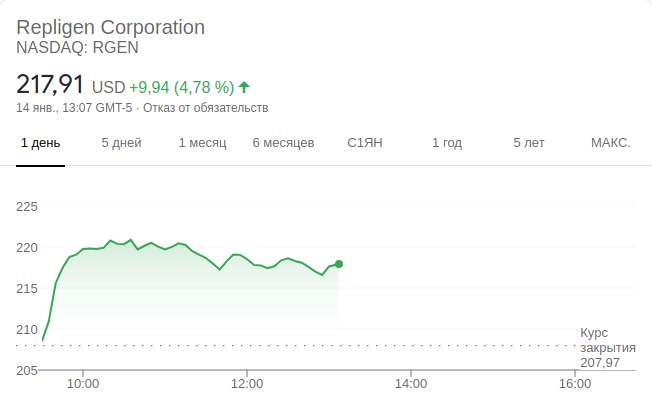 Repligen Corporation
NASDAQ: RGEN
217,91 USD +9,94 (4,78 %)
14 янв., 13:07 GMT-5 · Отказ от обязательств
1 день 5 дней 1 месяц 6 месяцев С1ЯН 1 год 5 лет МАКС.
225
220
215
210
205
Курс
закрытия
207,97
10:00 12:00 14:00 16:00